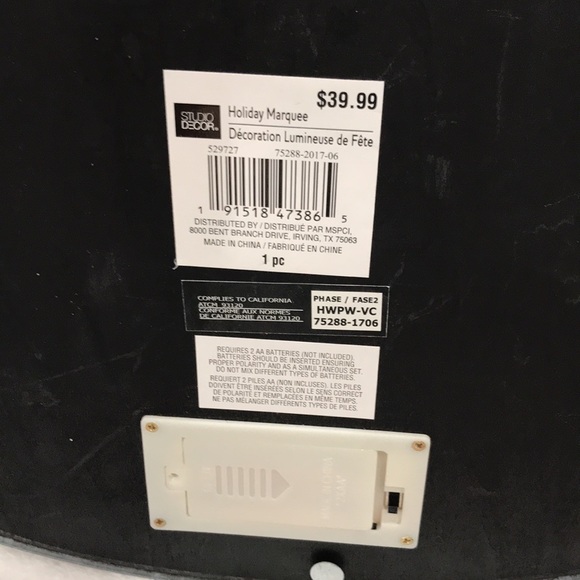 $39.99
STUDIO
DECOR®
Holiday Marquee
Décoration Lumineuse de Fête
529727 75288-2017-06
1 91518 47386 5
DISTRIBUTED BY / DISTRIBUÉ PAR MSPCI,
8000 BENT BRANCH DRIVE, IRVING, TX 75063
MADE IN CHINA / FABRIQUÉ EN CHINE
1 pc
COMPLIES TO CALIFORNIA
ATCM 93120
CONFORME AUX NORMES
DE CALIFORNIE ATCM 93120
PHASE / FASE2
HWPW-VC
75288-1706
REQUIRES 2 AA BATTERIES (NOT INCLUDED).
BATTERIES SHOULD BE INSERTED ENSURING
PROPER POLARITY AND AS A SIMULTANEOUS SET.
DO NOT MIX DIFFERENT TYPES OF BATTERIES.
REQUIERT 2 PILES AA (NON INCLUSES). LES PILES
DOIVENT ÊTRE INSÉRÉES SELON LE SENS CORRECT
DE POLARITÉ ET REMPLACÉES EN MÊME TEMPS.
NE PAS MÉLANGER DIFFÉRENTS TYPES DE PILES.